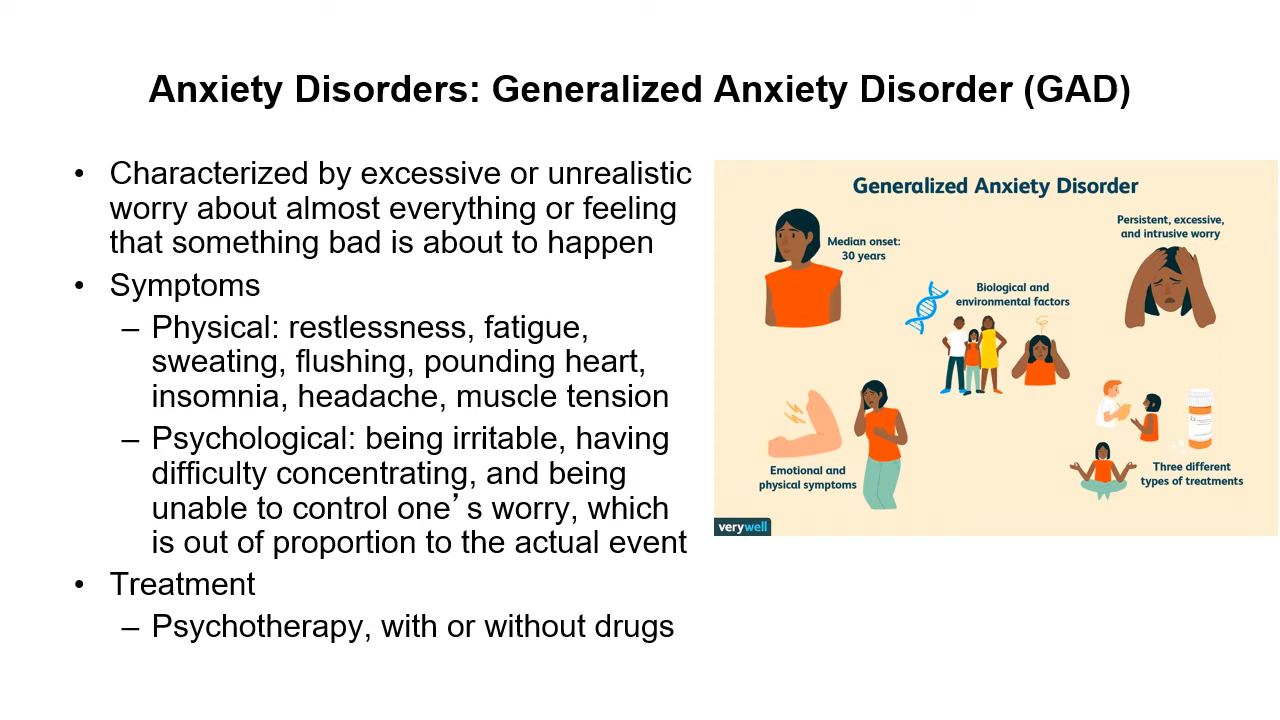 Anxiety Disorders: Generalized Anxiety Disorder (GAD)
• Characterized by excessive or unrealistic
worry about almost everything or feeling
that something bad is about to happen
• Symptoms
– Physical: restlessness, fatigue,
sweating, flushing, pounding heart,
insomnia, headache, muscle tension
– Psychological: being irritable, having
difficulty concentrating, and being
unable to control one’s worry, which
is out of proportion to the actual event
• Treatment
– Psychotherapy, with or without drugs
Generalized Anxiety Disorder
Median onset:
30 years
Persistent, excessive,
and intrusive worry
Biological and
environmental factors
Emotional and
physical symptoms
Three different
types of treatments
verywell